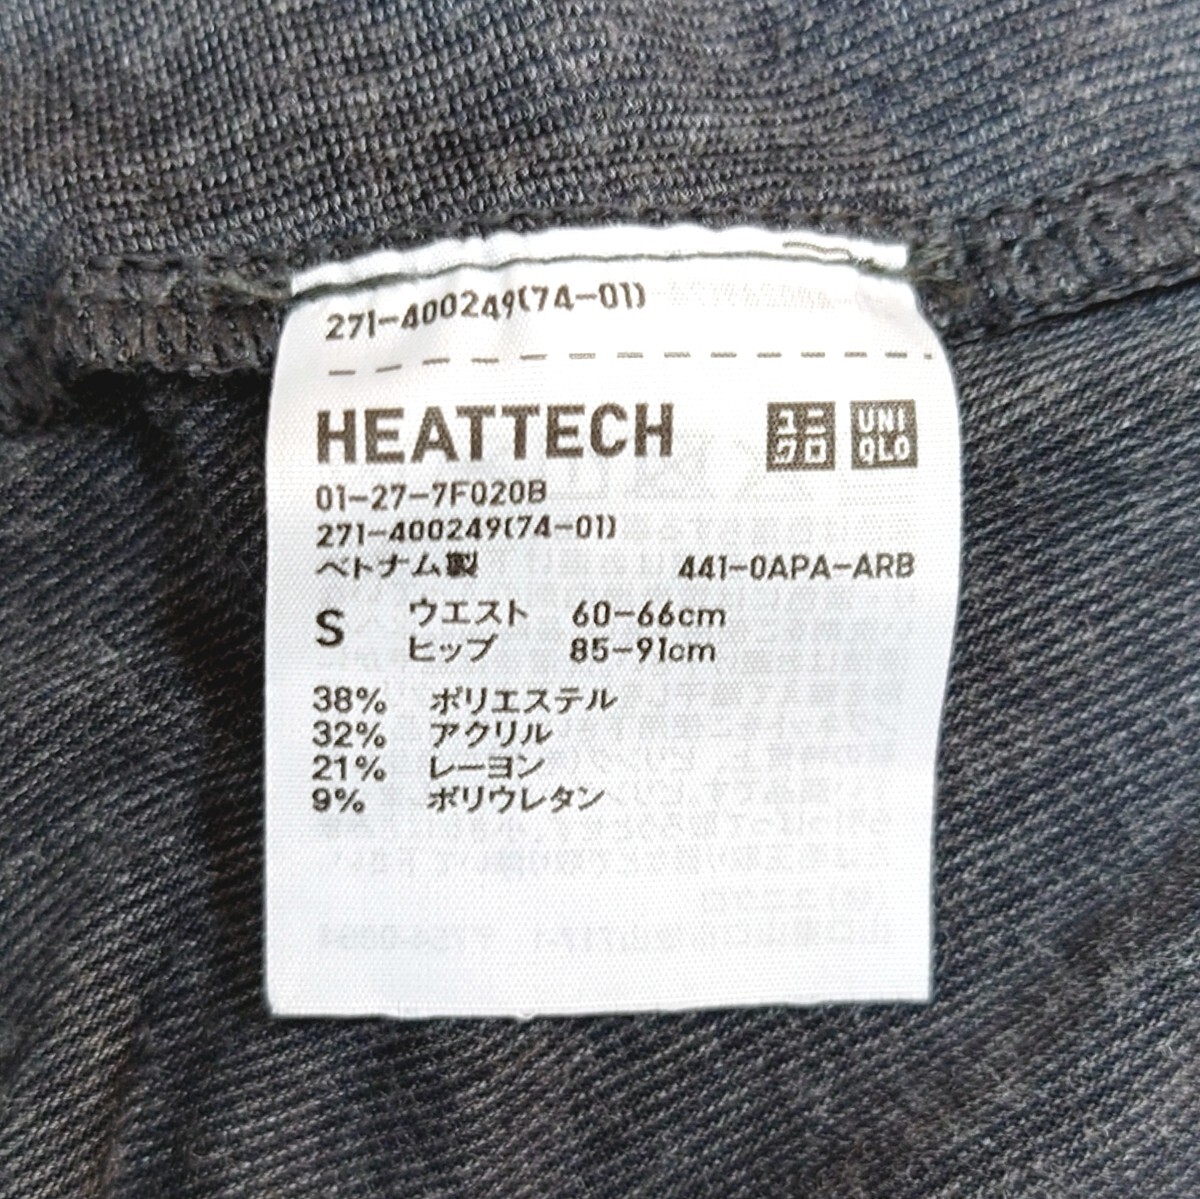 271-400249(74-01)
HEATTECH ユニクロ UNIQLO
01-27-7F020B
271-400249(74-01)
ベトナム製 441-0APA-ARB
S ウエスト 60-66cm
ヒップ 85-91cm
38% ポリエステル
32% アクリル
21% レーヨン
9% ポリウレタン